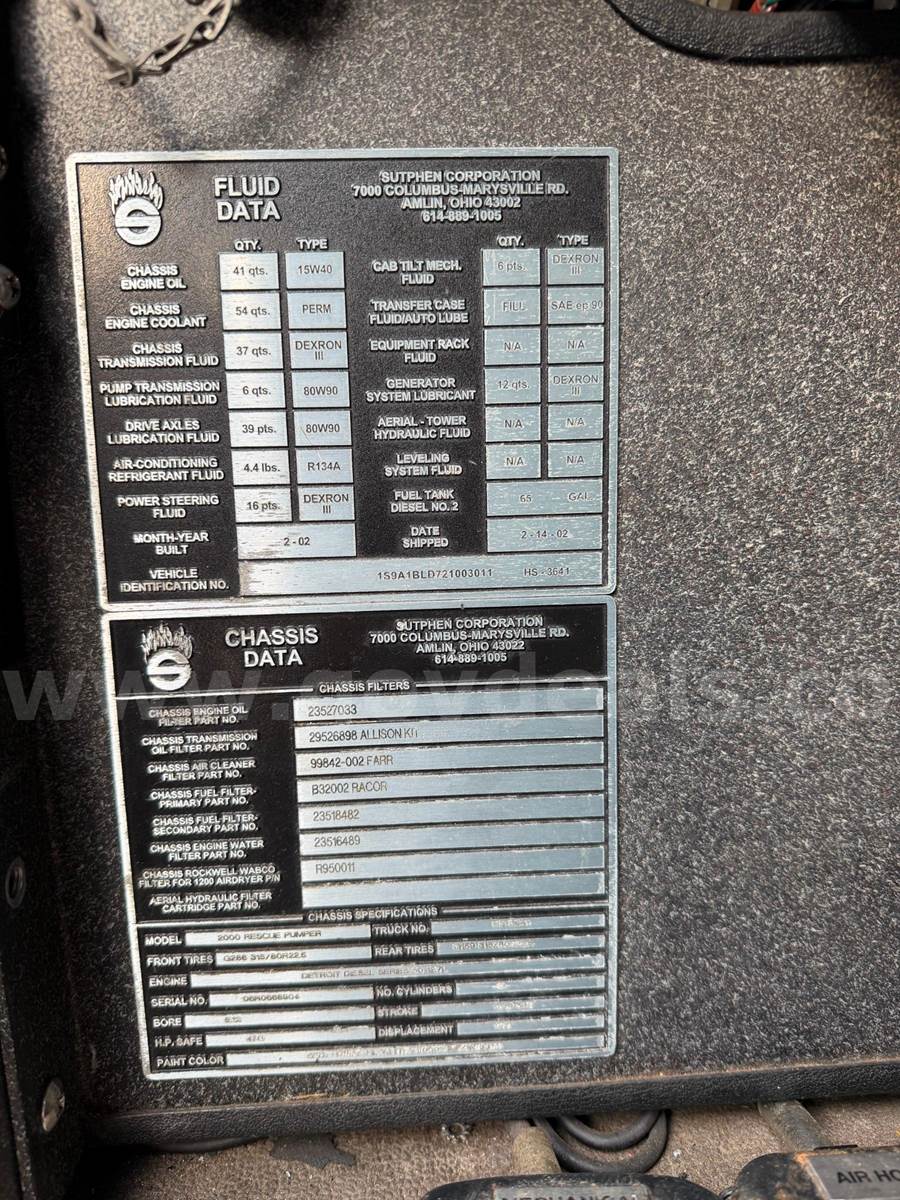 FLUID DATA
SUTPHEN CORPORATION
7000 COLUMBUS-MARYSVILLE RD.
AMLIN, OHIO 43002
614-889-1005
QTY. TYPE
CHASSIS ENGINE OIL 41 qts. 15W40
CHASSIS ENGINE COOLANT 54 qts. PERM
CHASSIS TRANSMISSION FLUID 37 qts. DEXRON III
PUMP TRANSMISSION LUBRICATION FLUID 6 qts. 80W90
DRIVE AXLES LUBRICATION FLUID 39 pts. 80W90
AIR-CONDITIONING REFRIGERANT FLUID 4.4 lbs. R134A
POWER STEERING FLUID 16 pts. DEXRON III
MONTH-YEAR BUILT 2 - 02
QTY. TYPE
CAB TILT MECH. FLUID 6 pts. DEXRON III
TRANSFER CASE FLUID/AUTO LUBE FILL SAE ep 90
EQUIPMENT RACK FLUID N/A N/A
GENERATOR SYSTEM LUBRICANT 12 qts. DEXRON III
AERIAL - TOWER HYDRAULIC FLUID N/A N/A
LEVELING SYSTEM FLUID N/A N/A
FUEL TANK DIESEL NO. 2 65 GAL
DATE SHIPPED 2 - 14 - 02
VEHICLE IDENTIFICATION NO. 1S9A1BLD721003011 HS - 3641
CHASSIS DATA
SUTPHEN CORPORATION
7000 COLUMBUS-MARYSVILLE RD.
AMLIN, OHIO 43022
614-889-1005
CHASSIS FILTERS
CHASSIS ENGINE OIL FILTER PART NO. 23527033
CHASSIS TRANSMISSION OIL FILTER PART NO. 29526898 ALLISON KIT
CHASSIS AIR CLEANER FILTER PART NO. 99842-002 FARR
CHASSIS FUEL FILTER- PRIMARY PART NO. B32002 RACOR
CHASSIS FUEL FILTER- SECONDARY PART NO. 23518482
CHASSIS ENGINE WATER FILTER PART NO. 23516489
CHASSIS ROCKWELL WABCO FILTER FOR 1200 AIRDRYER P/N R950011
AERIAL HYDRAULIC FILTER CARTRIDGE PART NO.
CHASSIS SPECIFICATIONS
MODEL 2000 RESCUE PUMPER TRUCK NO.
FRONT TIRES G286 315/80R22.5 REAR TIRES
ENGINE DETROIT DIESEL SERIES
SERIAL NO. NO. CYLINDERS
BORE STROKE
H.P. SAFE DISPLACEMENT
PAINT COLOR
MECHANICAL
AIR HO